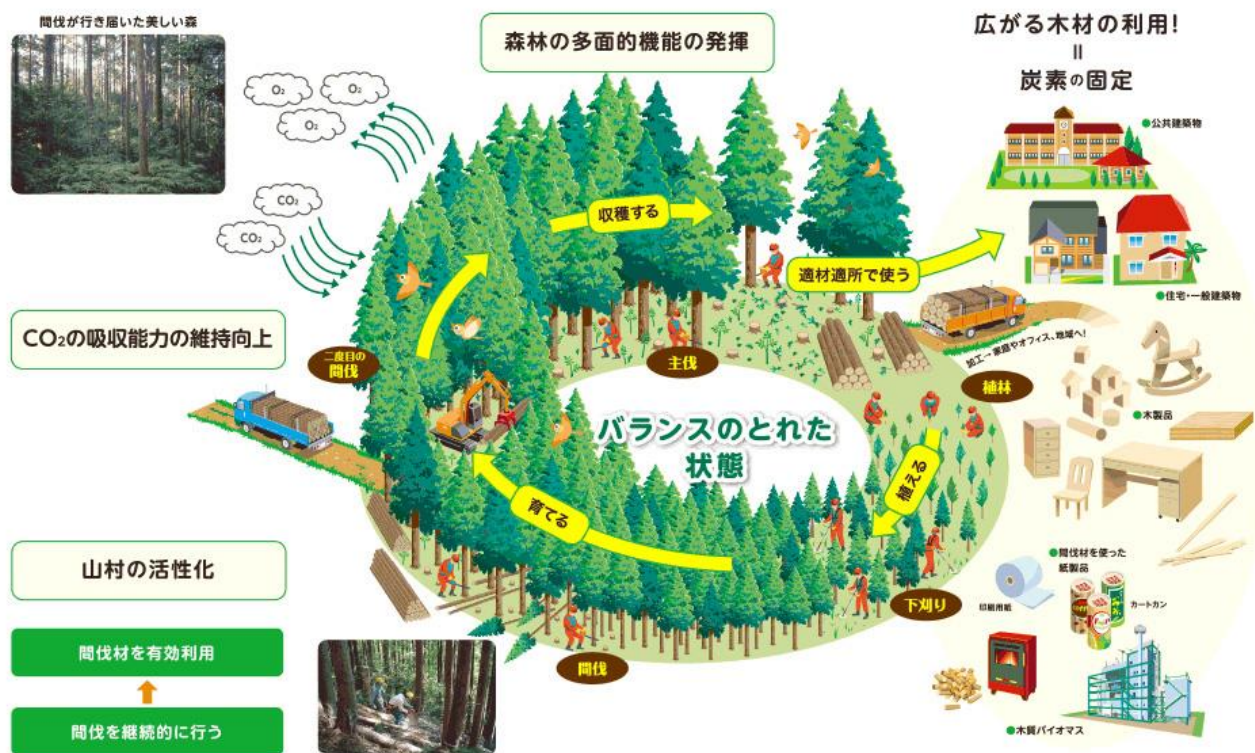 間伐が行き届いた美しい森
森林の多面的機能の発揮
広がる木材の利用!
=
炭素の固定
O₂
O₂
O₂
CO₂
CO₂
公共建築物
収穫する
適材適所で使う
住宅・一般建築物
CO₂の吸収能力の維持向上
二度目の
間伐
主伐
加工→家庭やオフィス、地域へ!
植林
木製品
バランスのとれた
状態
植える
育てる
山村の活性化
間伐材を使った
紙製品
印刷用紙
カートカン
下刈り
間伐材を有効利用
間伐
間伐を継続的に行う
木質バイオマス